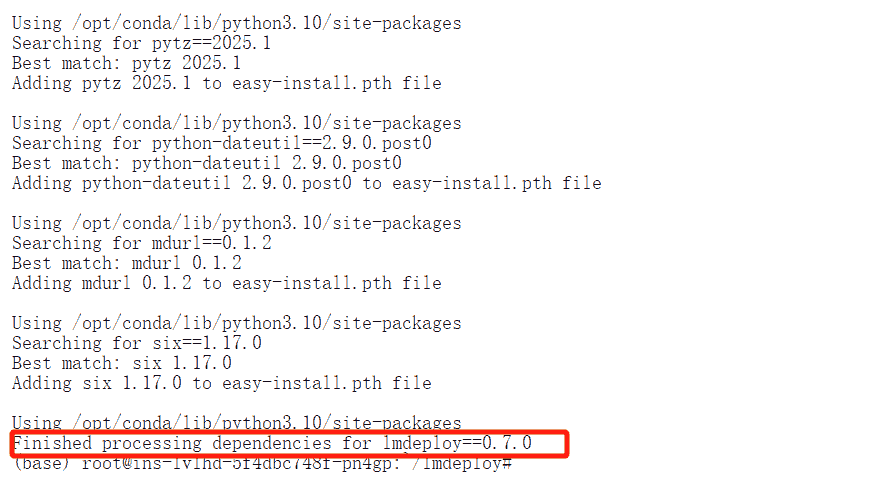 Using /opt/conda/lib/python3.10/site-packages
Searching for pytz==2025.1
Best match: pytz 2025.1
Adding pytz 2025.1 to easy-install.pth file
Using /opt/conda/lib/python3.10/site-packages
Searching for python-dateutil==2.9.0.post0
Best match: python-dateutil 2.9.0.post0
Adding python-dateutil 2.9.0.post0 to easy-install.pth file
Using /opt/conda/lib/python3.10/site-packages
Searching for mdurl==0.1.2
Best match: mdurl 0.1.2
Adding mdurl 0.1.2 to easy-install.pth file
Using /opt/conda/lib/python3.10/site-packages
Searching for six==1.17.0
Best match: six 1.17.0
Adding six 1.17.0 to easy-install.pth file
Using /opt/conda/lib/python3.10/site-packages
Finished processing dependencies for lmdeploy==0.7.0
(base) /lmdeploy#